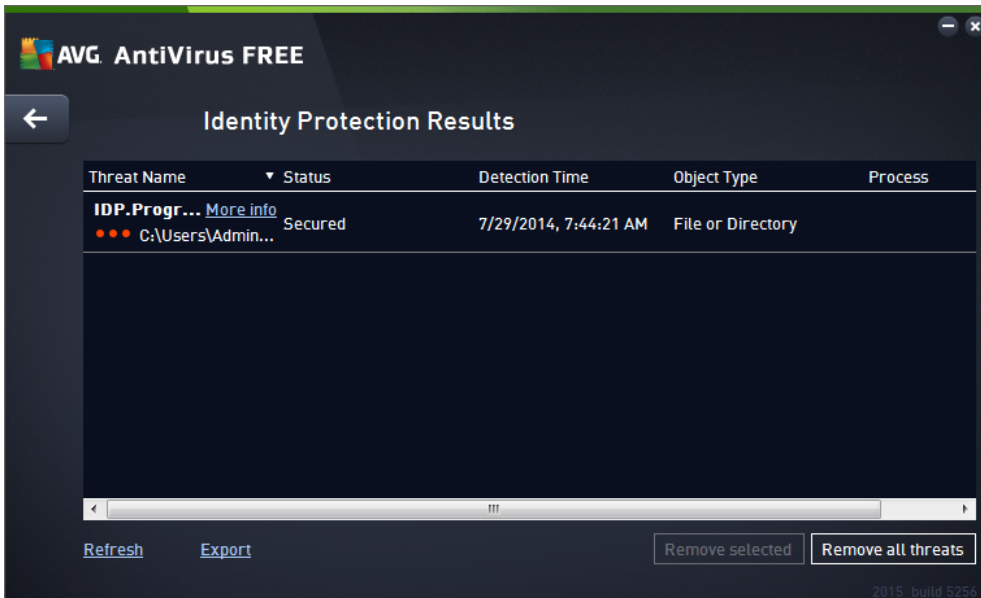 AVG. AntiVirus FREE
Identity Protection Results
Threat Name Status Detection Time Object Type Process
IDP.Progr... More info
Secured 7/29/2014, 7:44:21 AM File or Directory
C:\Users\Admin...
Refresh Export Remove selected Remove all threats
2015 build 5256